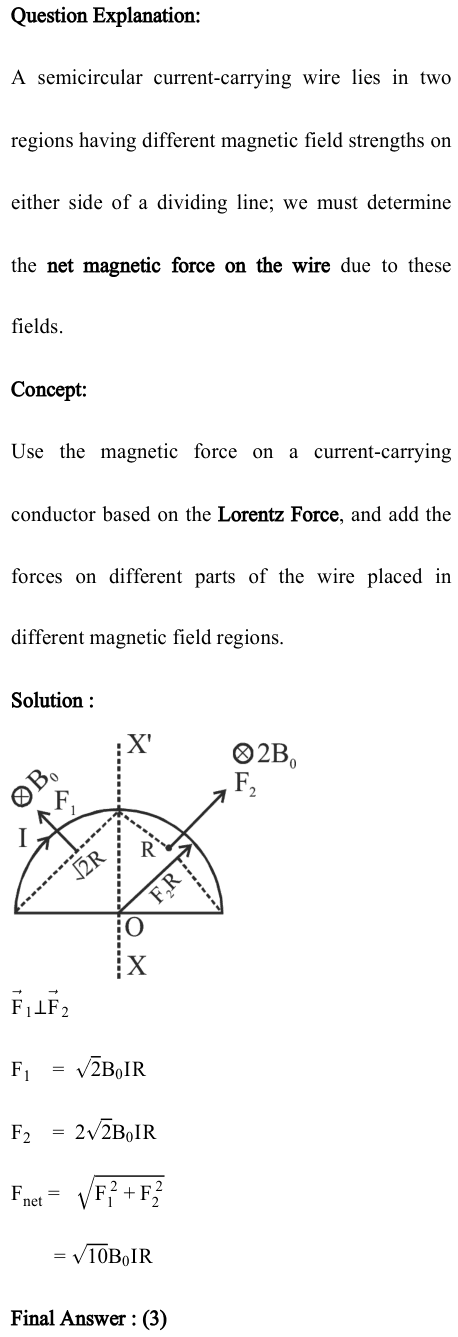 Question Explanation:
A semicircular current-carrying wire lies in two
regions having different magnetic field strengths on
either side of a dividing line; we must determine
the net magnetic force on the wire due to these
fields.
Concept:
Use the magnetic force on a current-carrying
conductor based on the Lorentz Force, and add the
forces on different parts of the wire placed in
different magnetic field regions.
Solution :
X'
⊗2B₀
⊕B₀
F₁
F₂
I
√2R
R
F₂R
O
X
F⃗₁⊥F⃗₂
F₁ = √2B₀IR
F₂ = 2√2B₀IR
Fₙₑₜ = √(F₁² + F₂²)
= √10B₀IR
Final Answer : (3)